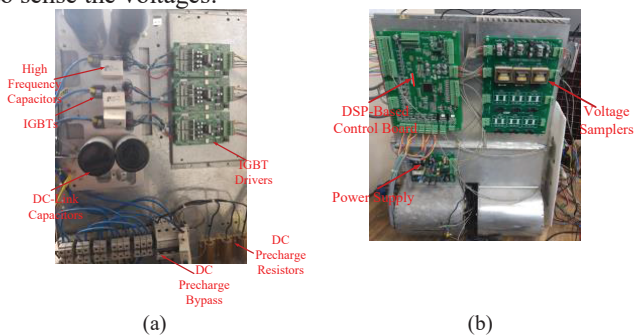 o sense the voltages.
High
Frequency
Capacitors
IGBTs
DC-Link
Capacitors
IGBT
Drivers
DC
Precharge
Resistors
DC
Precharge
Bypass
(a)
DSP-Based
Control Board
Voltage
Samplers
Power Supply
(b)